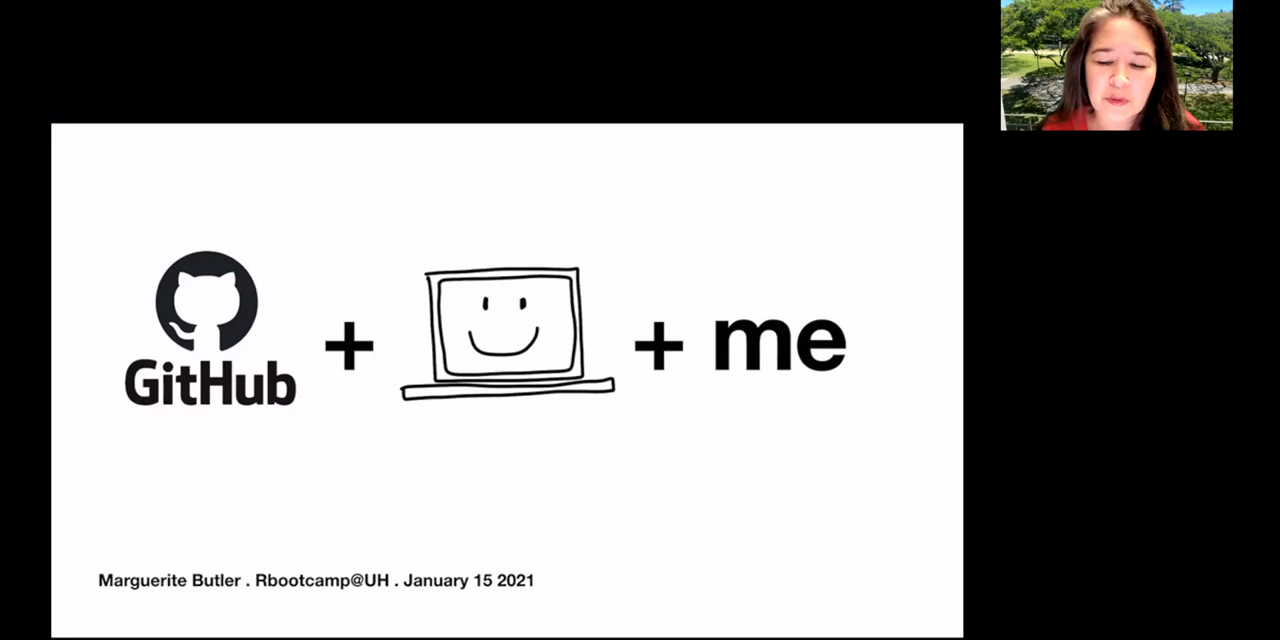 GitHub + + me
Marguerite Butler . Rbootcamp@UH . January 15 2021